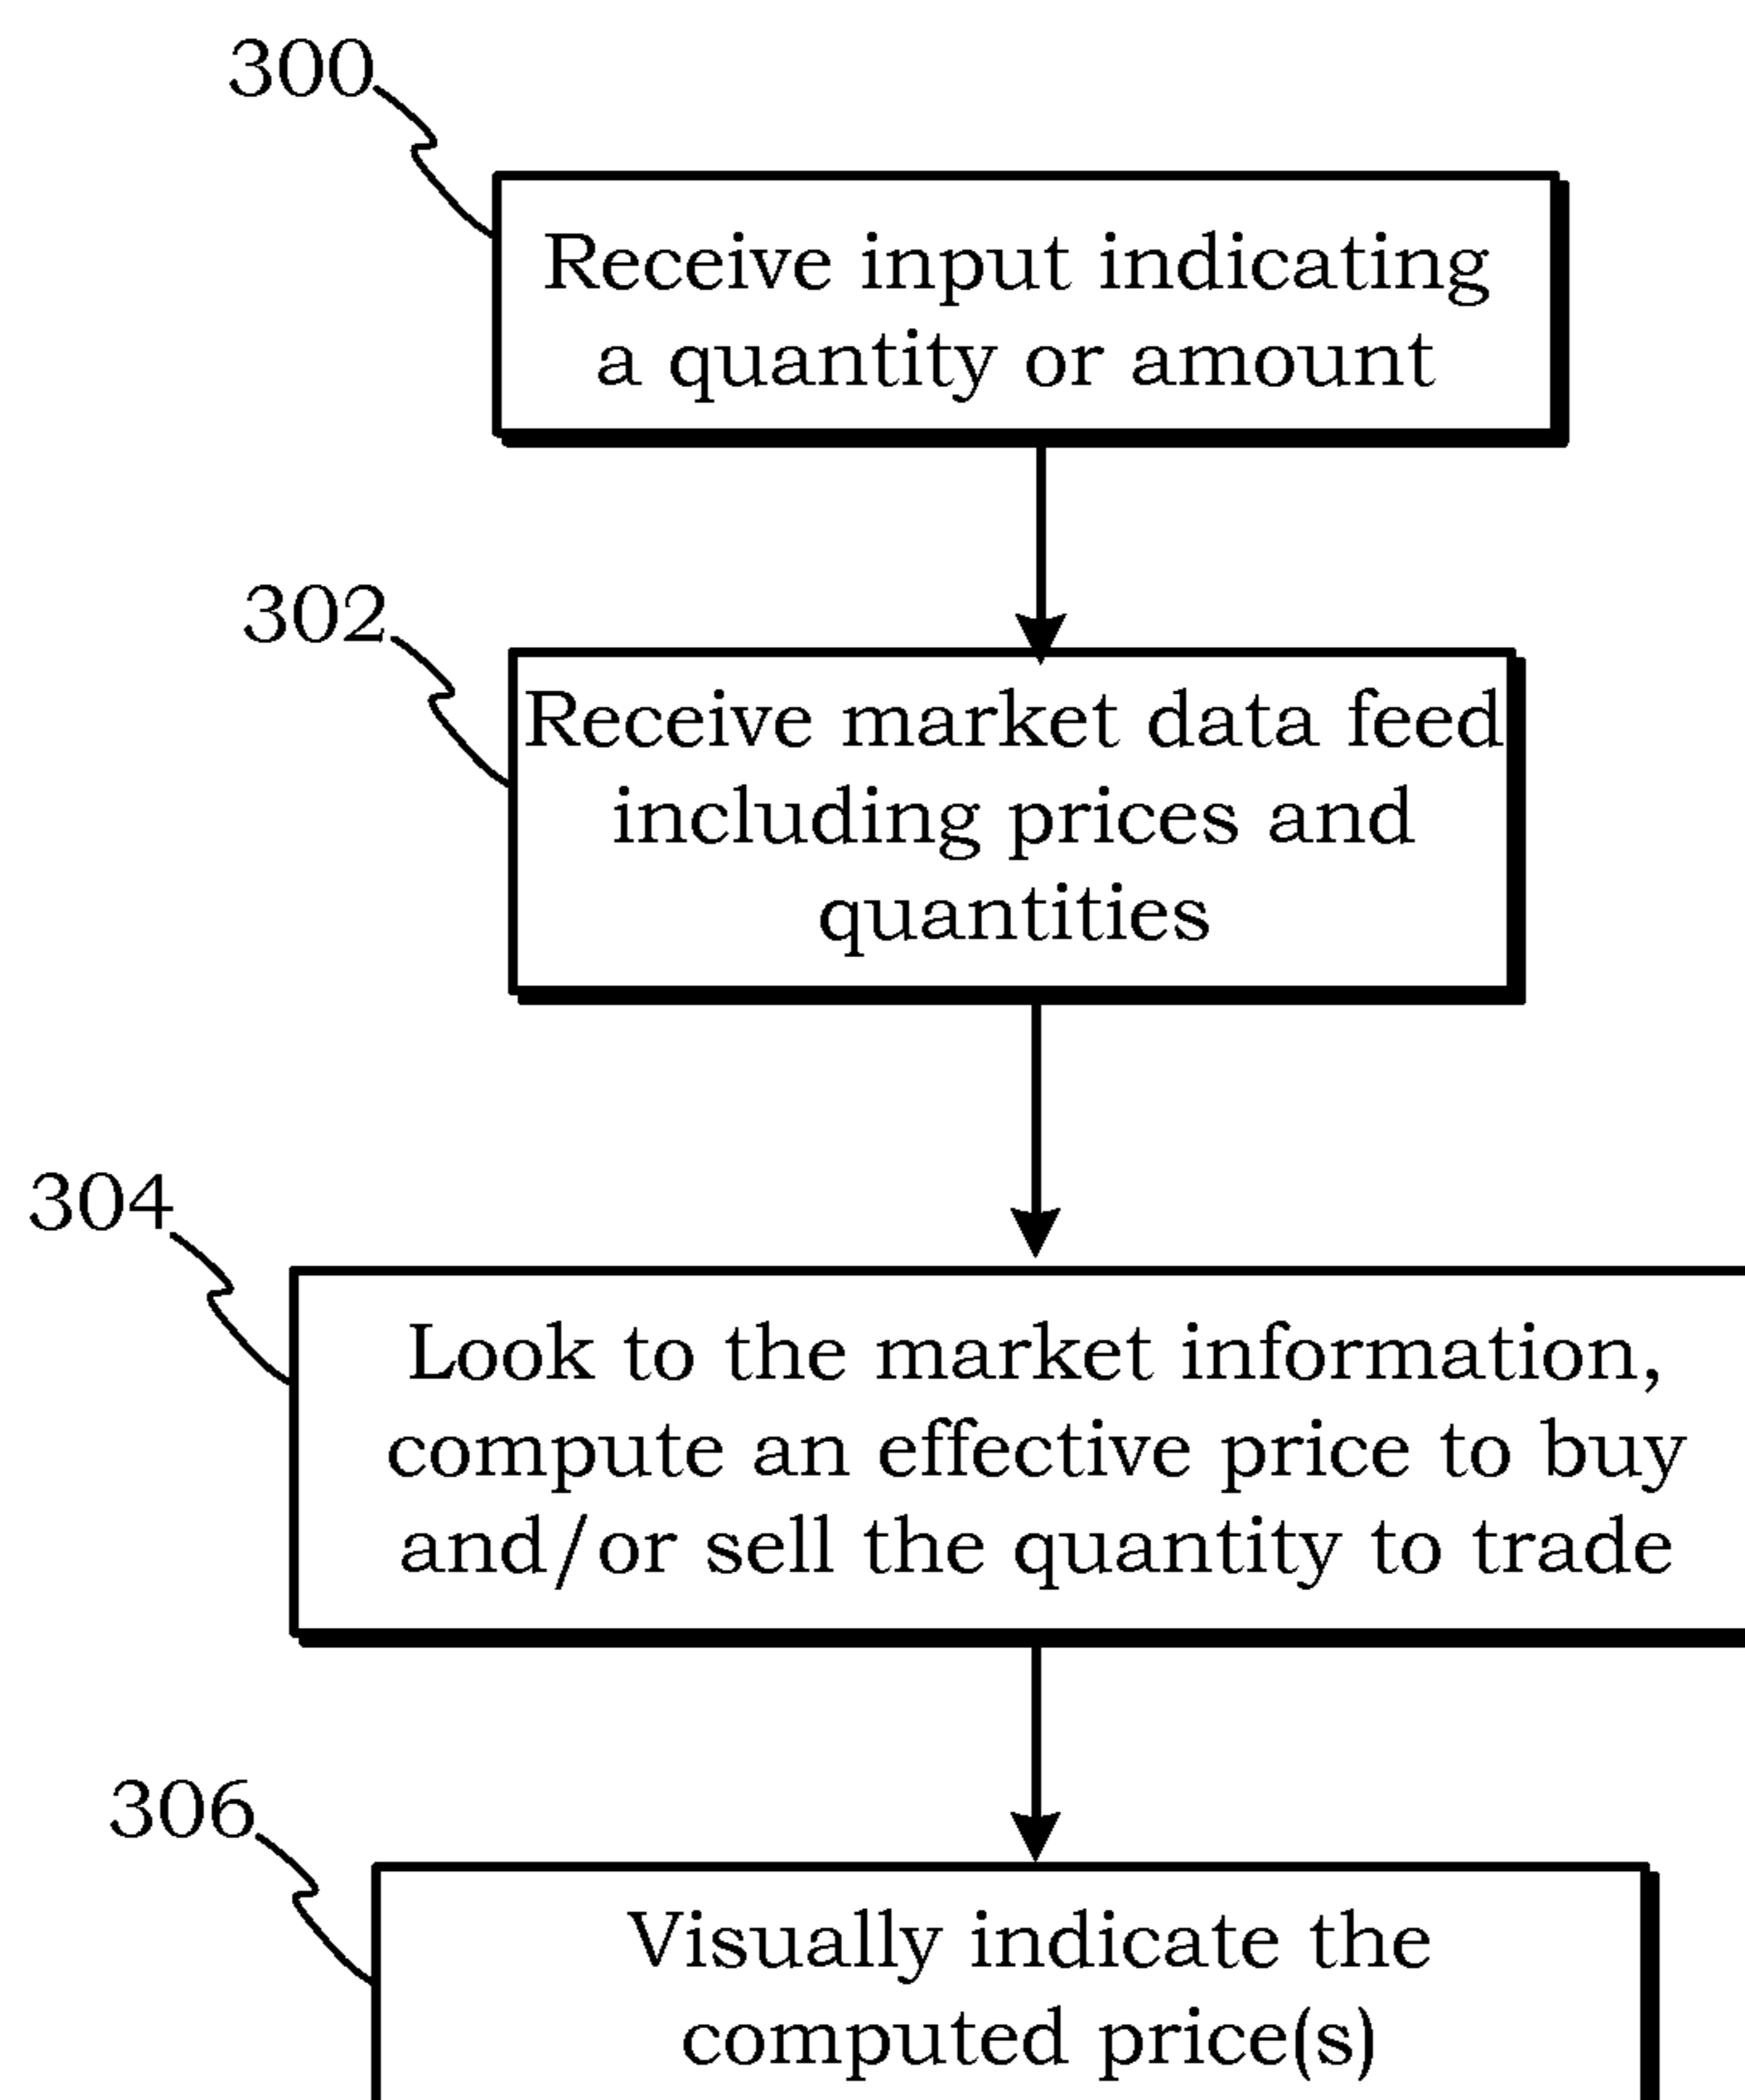 300
Receive input indicating
a quantity or amount
302
Receive market data feed
including prices and
quantities
304
Look to the market information,
compute an effective price to buy
and/or sell the quantity to trade
306
Visually indicate the
computed price(s)